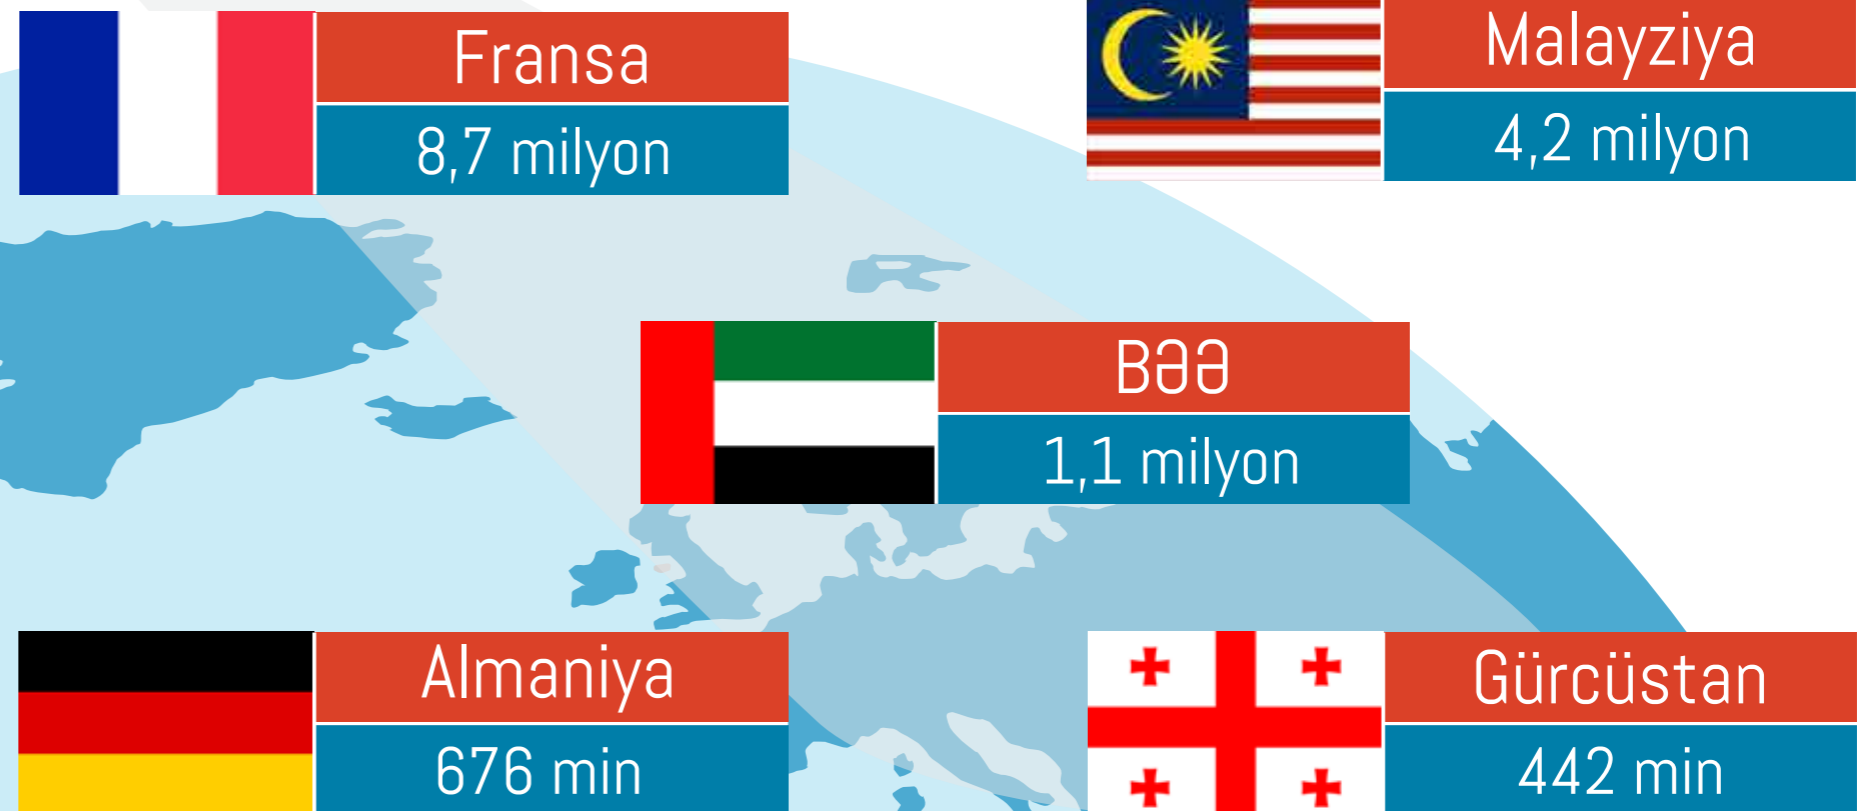 Fransa
8,7 milyon
Malayziya
4,2 milyon
BƏƏ
1,1 milyon
Almaniya
676 min
Gürcüstan
442 min